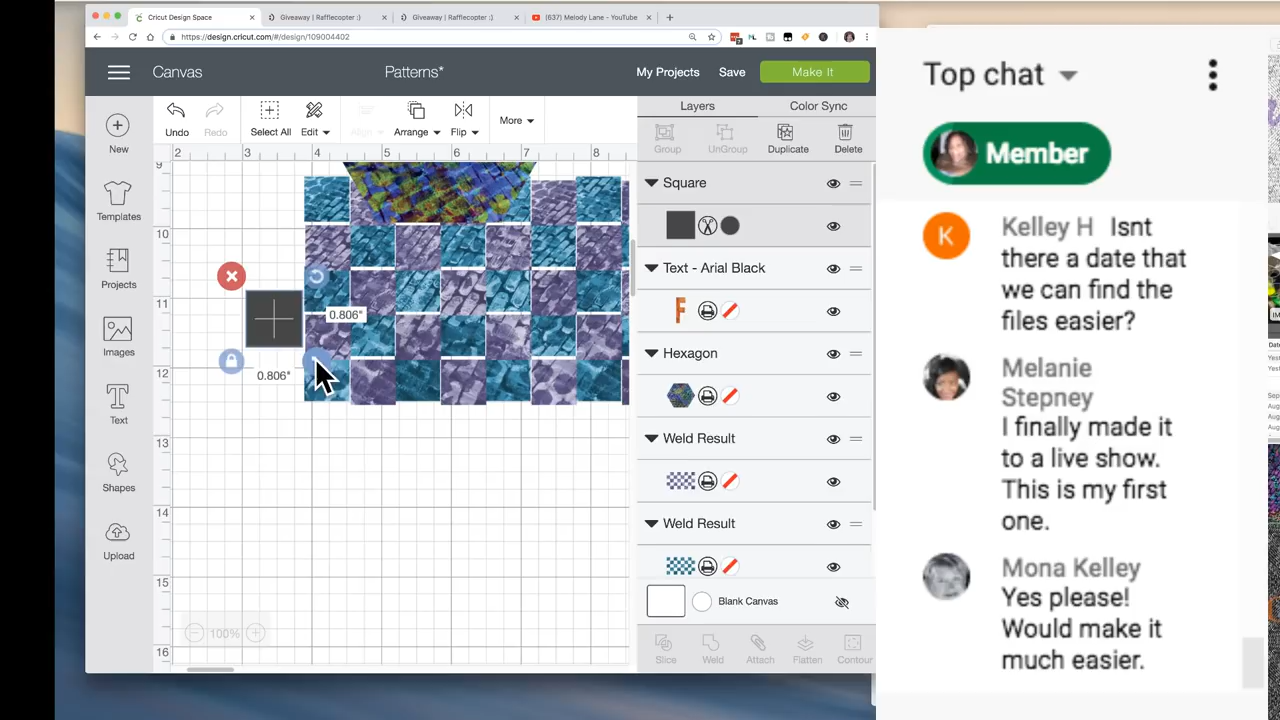 Cricut Design Space
Giveaway | Rafflecopter :)
Giveaway | Rafflecopter :)
(637) Melody Lane - YouTube
https://design.cricut.com/#/design/109004402
Canvas
Patterns*
My Projects
Save
Make It
Undo
Redo
Select All
Edit
Align
Arrange
Flip
More
Layers
Color Sync
Group
UnGroup
Duplicate
Delete
New
Templates
Projects
Images
Text
Shapes
Upload
2 3 4 5 6 7 8
9
10
11
12
13
14
15
16
0.806"
0.806"
100%
Square
Text - Arial Black
F
Hexagon
Weld Result
Weld Result
Blank Canvas
Slice
Weld
Attach
Flatten
Contour
Top chat
Member
K
Kelley H Isnt
there a date that
we can find the
files easier?
Melanie
Stepney
I finally made it
to a live show.
This is my first
one.
Mona Kelley
Yes please!
Would make it
much easier.